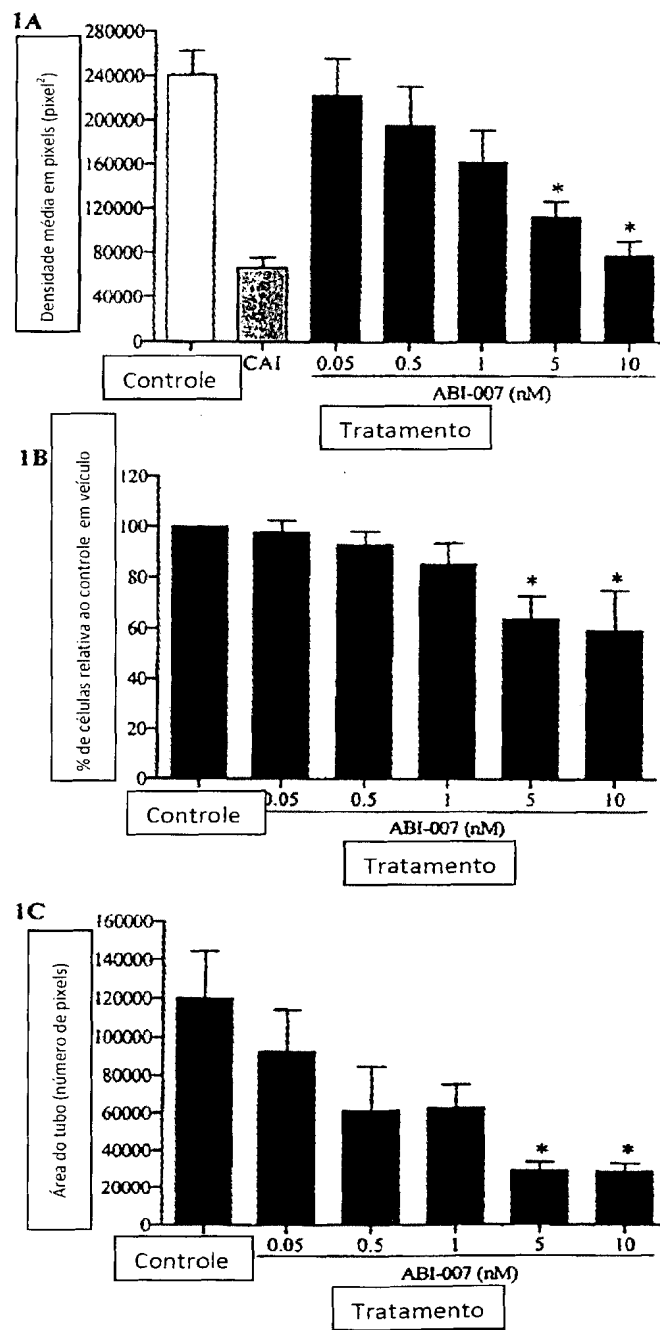 1A
Densidade média em pixels (pixel²)
280000
240000
200000
160000
120000
80000
40000
0
*
*
Controle
CAI
0.05
0.5
1
5
10
ABI-007 (nM)
Tratamento
1B
% de células relativa ao controle em veículo
120
100
80
60
40
20
0
*
*
Controle
0.05
0.5
1
5
10
ABI-007 (nM)
Tratamento
1C
Área do tubo (número de pixels)
160000
140000
120000
100000
80000
60000
40000
20000
0
*
*
Controle
0.05
0.5
1
5
10
ABI-007 (nM)
Tratamento